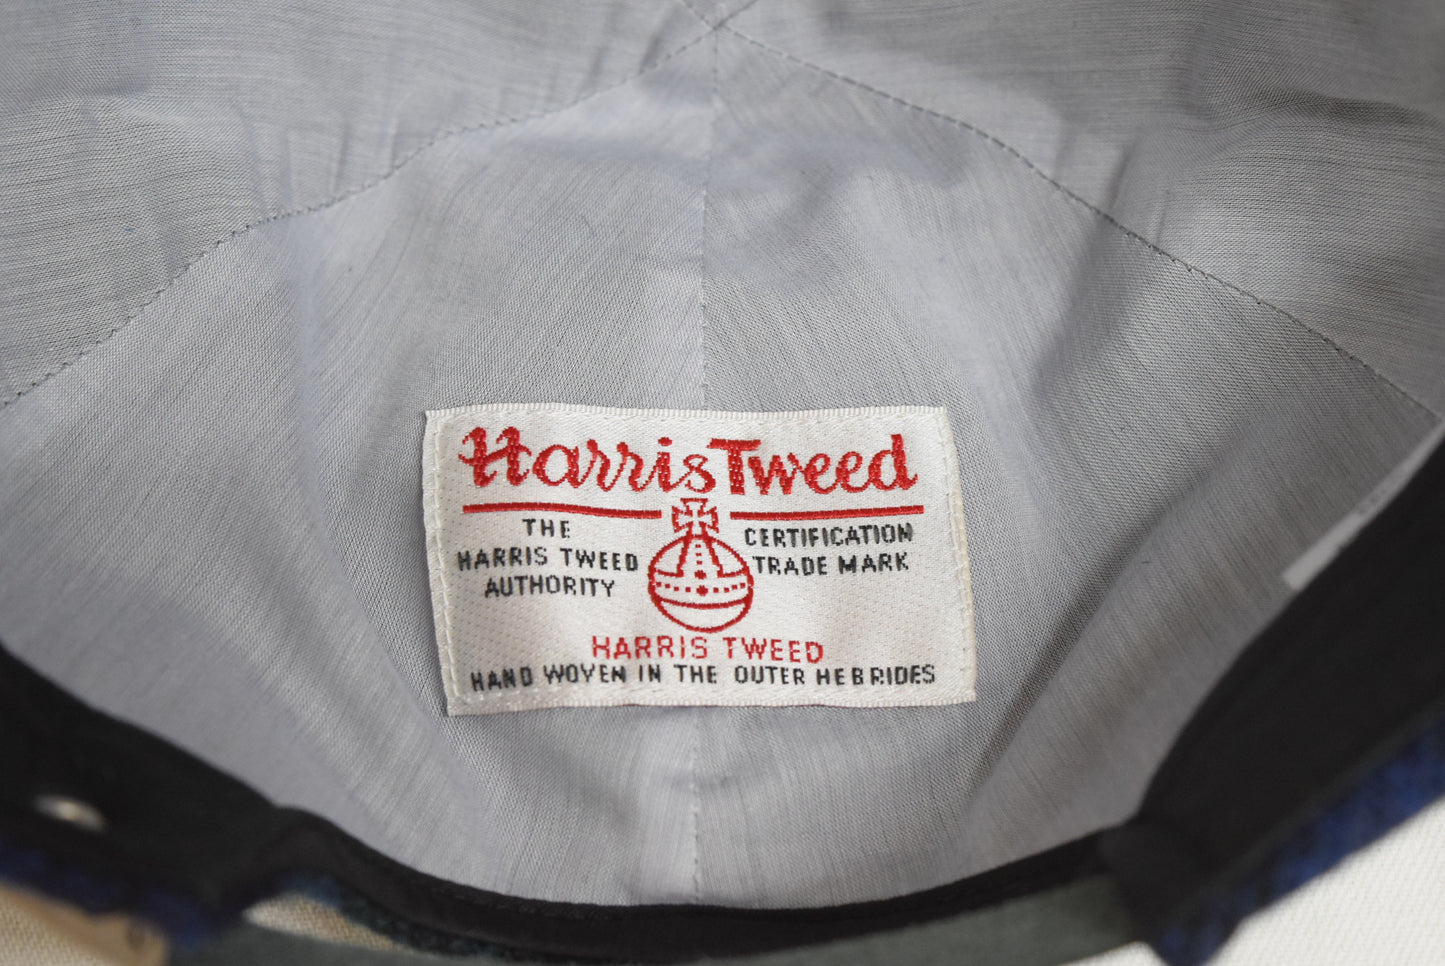 Harris Tweed
THE
HARRIS TWEED
AUTHORITY
CERTIFICATION
TRADE MARK
HARRIS TWEED
HAND WOVEN IN THE OUTER HEBRIDES